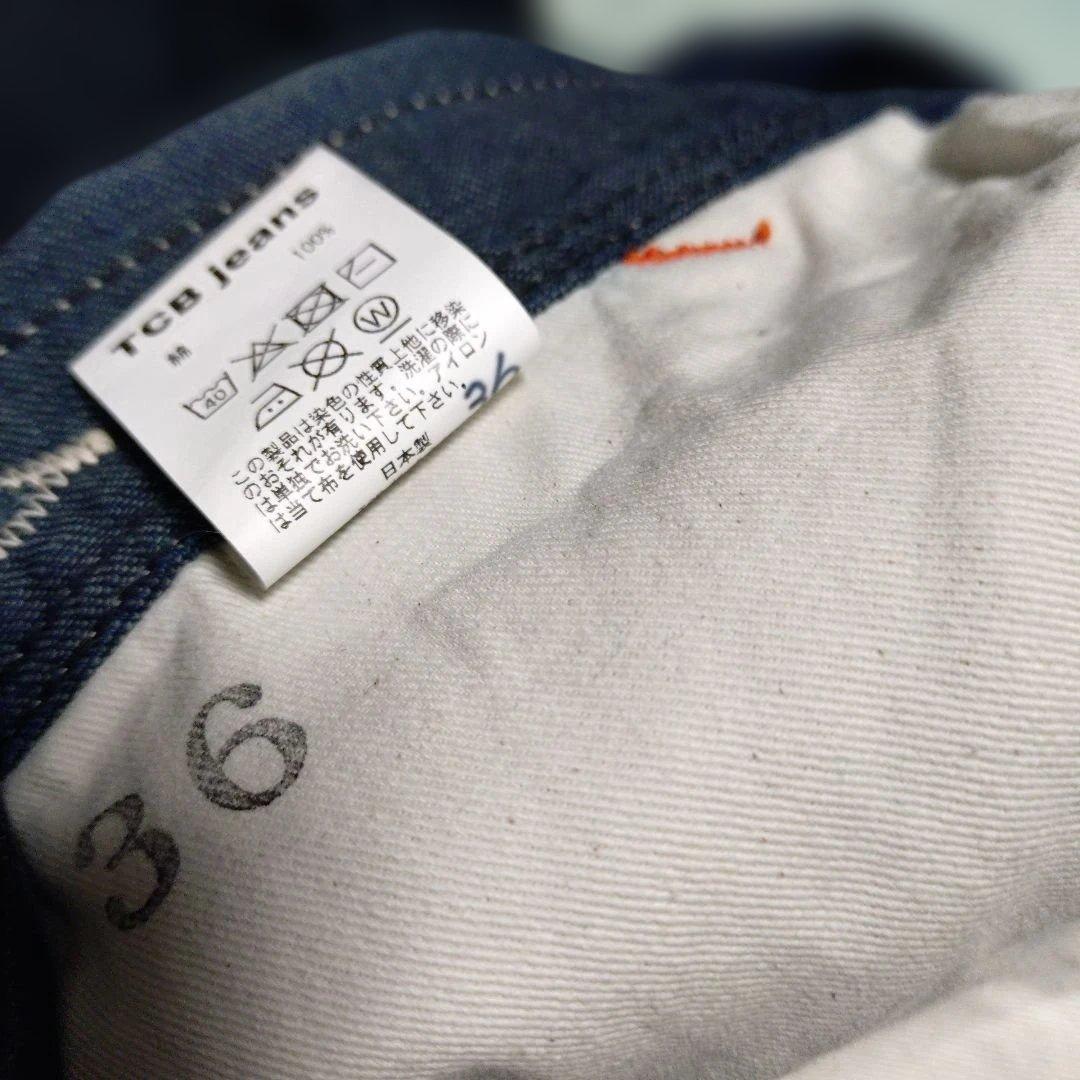 TCB jeans
綿 100%
40
W
この製品は染色の性質上他に移染
のおそれが有ります。洗濯の際に
は単独でお洗い下さい。アイロン
は当て布を使用して下さい。
日本製
36
36